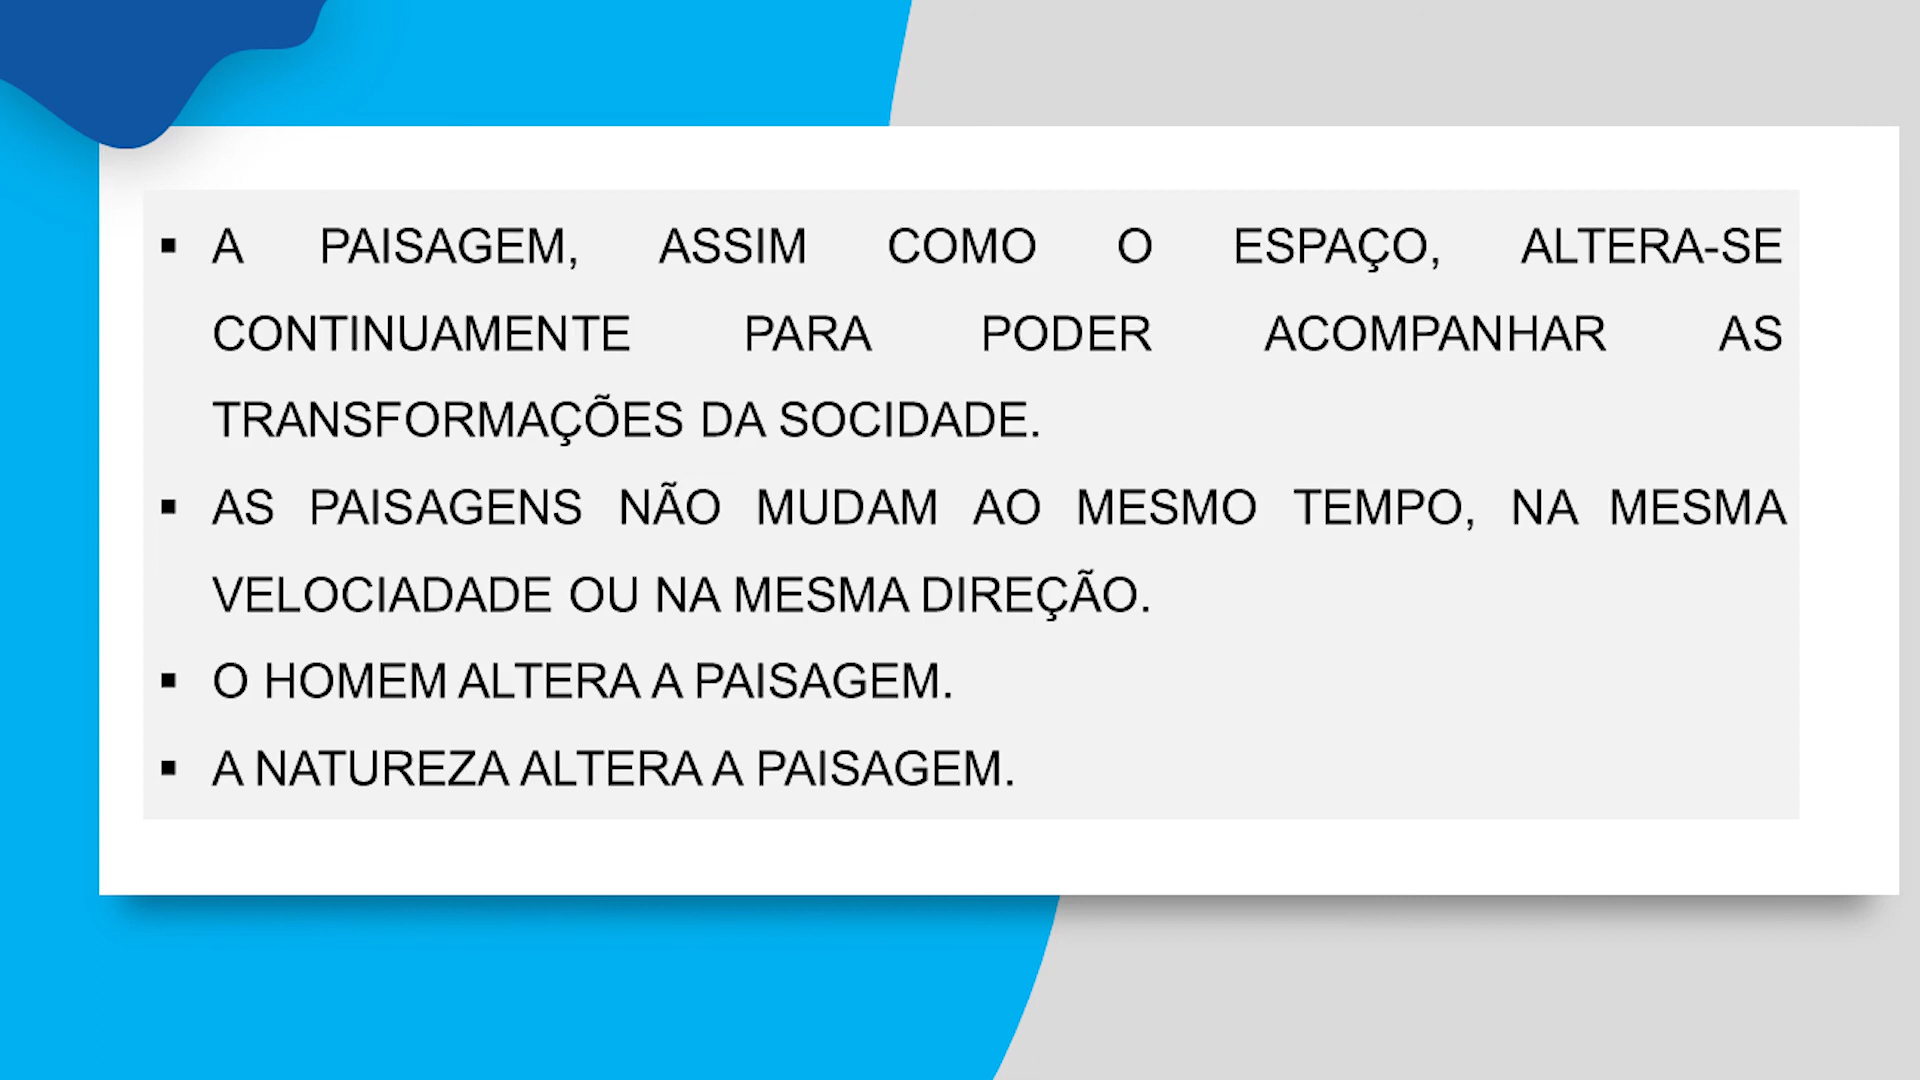 ▪ A PAISAGEM, ASSIM COMO O ESPAÇO, ALTERA-SE
CONTINUAMENTE PARA PODER ACOMPANHAR AS
TRANSFORMAÇÕES DA SOCIDADE.
▪ AS PAISAGENS NÃO MUDAM AO MESMO TEMPO, NA MESMA
VELOCIADADE OU NA MESMA DIREÇÃO.
▪ O HOMEM ALTERA A PAISAGEM.
▪ A NATUREZA ALTERA A PAISAGEM.